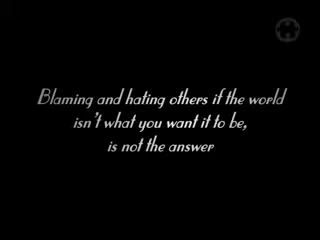 Blaming and hating others if the world
isn't what you want it to be,
is not the answer